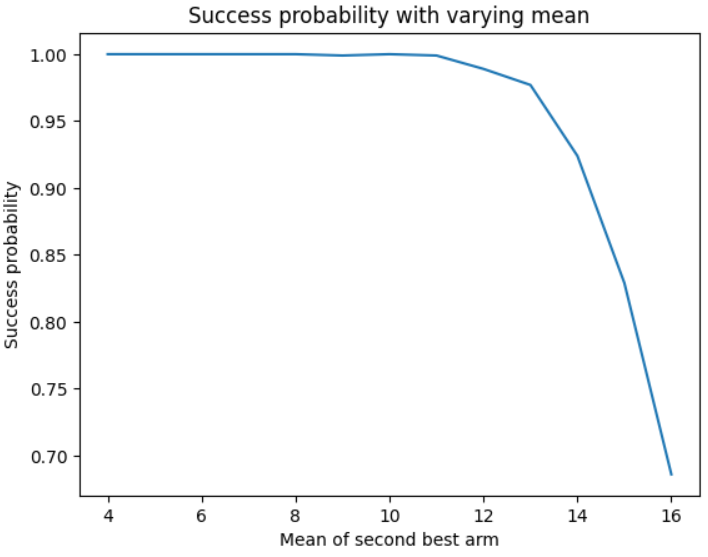 Success probability with varying mean
1.00
0.95
0.90
0.85
0.80
0.75
0.70
Success probability
4 6 8 10 12 14 16
Mean of second best arm